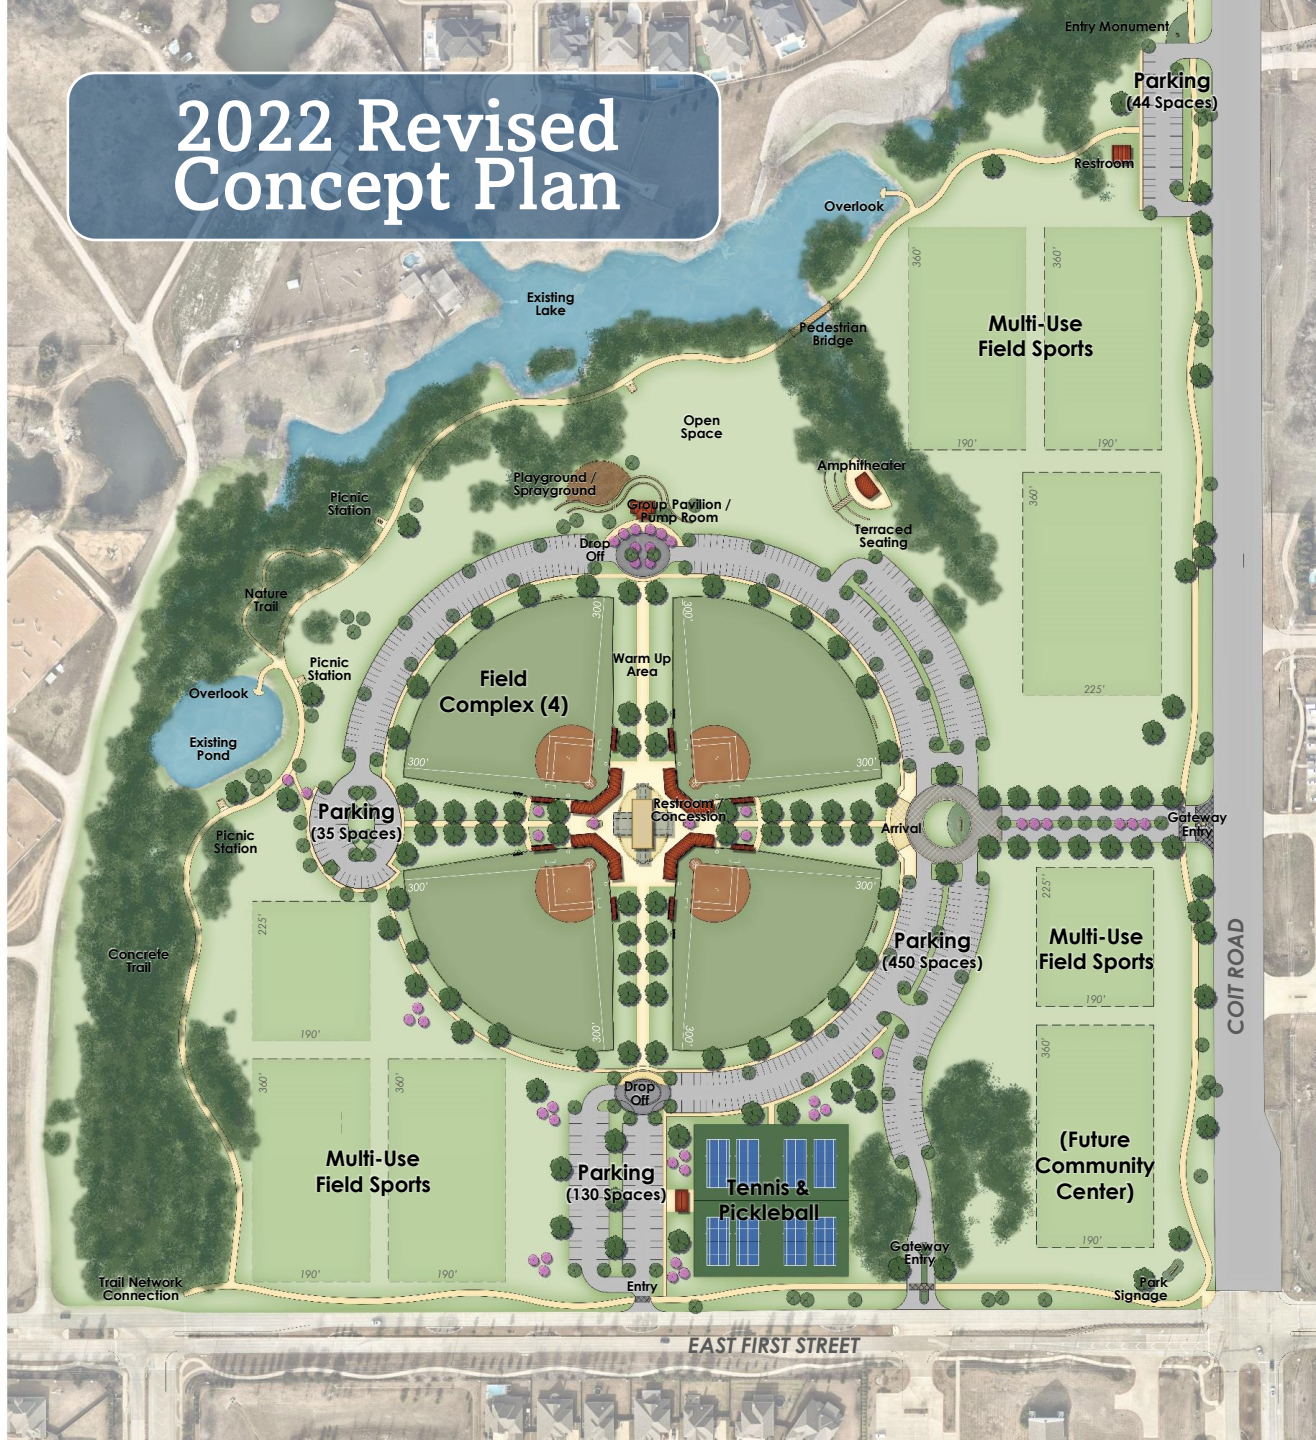 2022 Revised
Concept Plan
Entry Monument
Parking
(44 Spaces)
Restroom
Overlook
360'
360'
Existing
Lake
Pedestrian
Bridge
Multi-Use
Field Sports
190'
190'
Open
Space
Amphitheater
Playground /
Sprayground
Picnic
Station
Group Pavilion /
Pump Room
360'
Terraced
Seating
Drop
Off
Nature
Trail
300'
300'
Warm Up
Area
Picnic
Station
Field
Complex (4)
Overlook
225'
Existing
Pond
300'
300'
Parking
(35 Spaces)
Restroom /
Concession
Arrival
Gateway
Entry
Picnic
Station
300'
300'
225'
225'
Parking
(450 Spaces)
Multi-Use
Field Sports
Concrete
Trail
COIT ROAD
190'
190'
300'
300'
360'
360'
360'
Drop
Off
Multi-Use
Field Sports
Parking
(130 Spaces)
Tennis &
Pickleball
(Future
Community
Center)
190'
Gateway
Entry
190'
190'
Trail Network
Connection
Entry
Park
Signage
EAST FIRST STREET